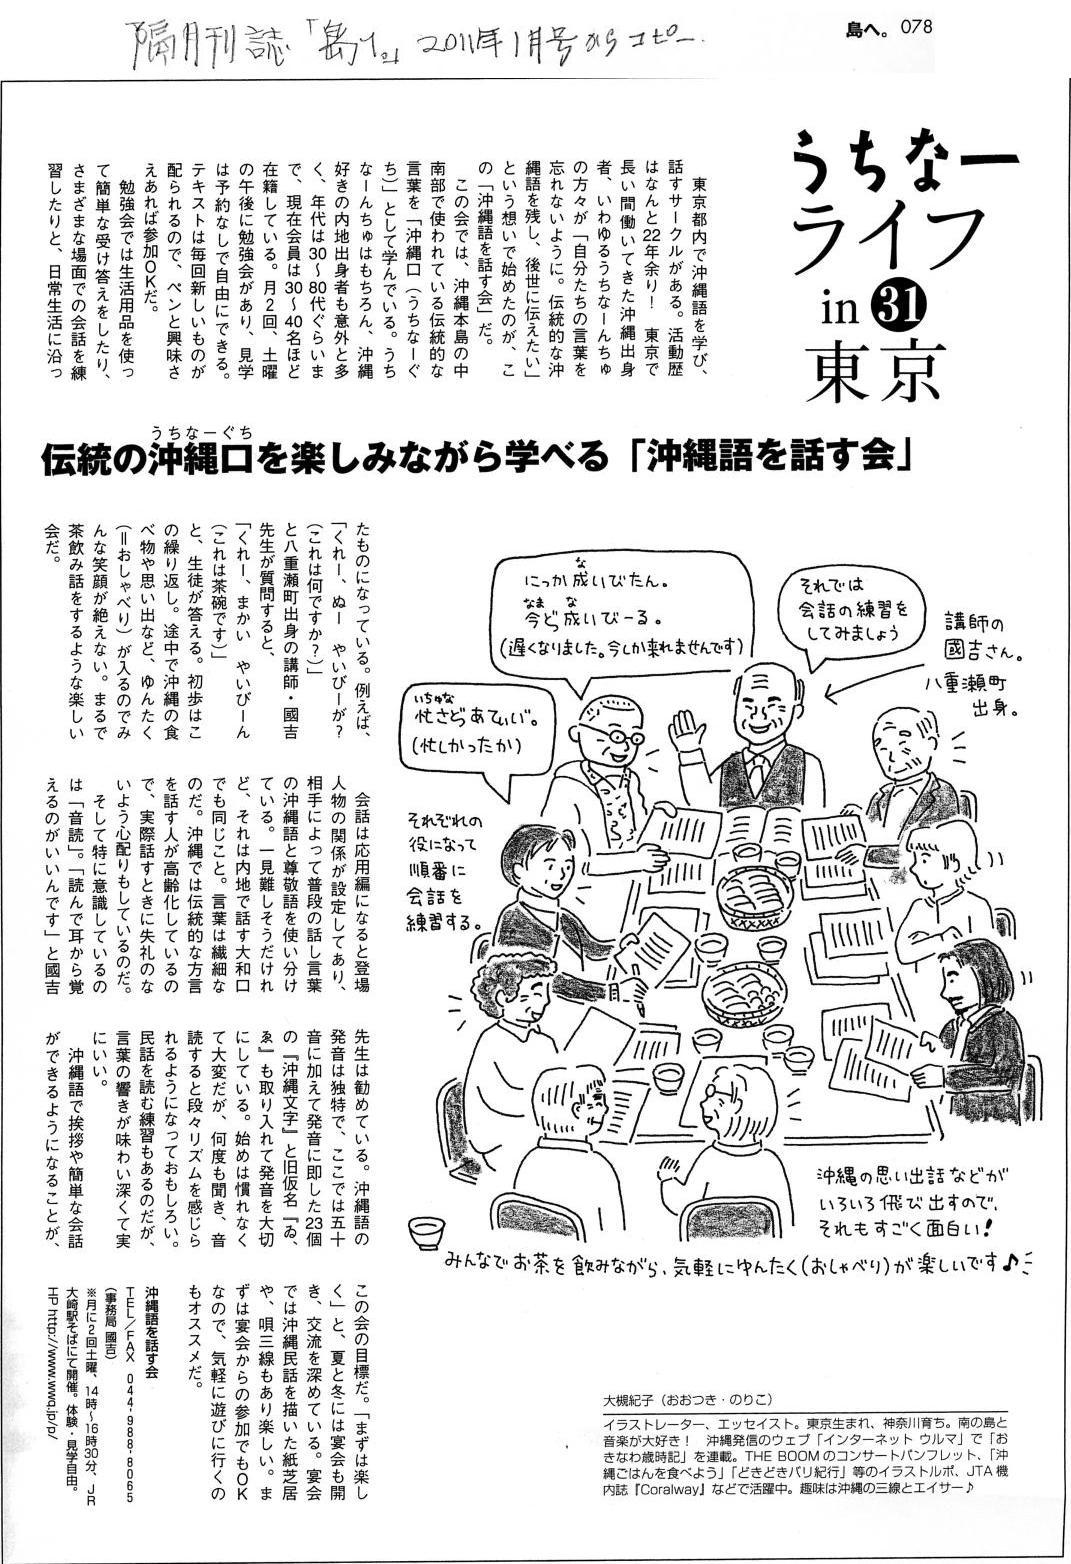 隔月刊誌「島へ。」2011年1月号からコピー.
島へ。078
うちなー
ライフ
in 31
東京
東京都内で沖縄語を学び、
話すサークルがある。活動歴
はなんと22年余り！　東京で
長い間働いてきた沖縄出身
者、いわゆるうちなーんちゅ
の方々が「自分たちの言葉を
忘れないように。伝統的な沖
縄語を残し、後世に伝えたい」
という想いで始めたのが、こ
の「沖縄語を話す会」だ。
この会では、沖縄本島の中
南部で使われている伝統的な
言葉を「沖縄口（うちなーぐ
ち）」として学んでいる。うち
なーんちゅはもちろん、沖縄
好きの内地出身者も意外と多
く、年代は30〜80代ぐらいま
で、現在会員は30〜40名ほど
在籍している。月2回、土曜
の午後に勉強会があり、見学
は予約なしで自由にできる。
テキストは毎回新しいものが
配られるので、ペンと興味さ
えあれば参加OKだ。
勉強会では生活用品を使っ
て簡単な受け答えをしたり、
さまざまな場面での会話を練
習したりと、日常生活に沿っ
うちなーぐち
伝統の沖縄口を楽しみながら学べる「沖縄語を話す会」
たものになっている。例えば、
「くれー、ぬー　やいびーが？
（これは何ですか？）」
と八重瀬町出身の講師・國吉
先生が質問すると、
「くれー、まかい　やいびーん
（これは茶碗です）」
と、生徒が答える。初歩はこ
の繰り返し。途中で沖縄の食
べ物や思い出など、ゆんたく
（＝おしゃべり）が入るのでみ
んな笑顔が絶えない。まるで
茶飲み話をするような楽しい
会だ。
それでは
会話の練習を
してみましょう
講師の
國吉さん。
八重瀬町
出身。
な
にっか成いびたん。
なま　な
今どぅ成いびーる。
(遅くなりました。今しか来れませんです)
いちゅな
忙さどぅあてぃい゙。
(忙しかったか)
それぞれの
役になって
順番に
会話を
練習する。
沖縄の思い出話などが
いろいろ飛び出すので、
それもすごく面白い！
みんなでお茶を飲みながら、気軽にゆんたく(おしゃべり)が楽しいです♪
会話は応用編になると登場
人物の関係が設定してあり、
相手によって普段の話し言葉
の沖縄語と尊敬語を使い分け
ている。一見難しそうだけれ
ど、それは内地で話す大和口
でも同じこと。言葉は繊細な
のだ。沖縄では伝統的な方言
を話す人が高齢化しているの
で、実際話すときに失礼のな
いよう心配りもしているのだ。
そして特に意識しているの
は「音読」。「読んで耳から覚
えるのがいいんです」と國吉
先生は勧めている。沖縄語の
発音は独特で、ここでは五十
音に加えて発音に即した23個
の『沖縄文字』と旧仮名『ゐ、
ゑ』も取り入れて発音を大切
にしている。始めは慣れなく
て大変だが、何度も聞き、音
読すると段々リズムを感じら
れるようになっておもしろい。
民話を読む練習もあるのだが、
言葉の響きが味わい深くて実
にいい。
沖縄語で挨拶や簡単な会話
ができるようになることが、
この会の目標だ。「まずは楽し
く」と、夏と冬には宴会も開
き、交流を深めている。宴会
では沖縄民話を描いた紙芝居
や、唄三線もあり楽しい。ま
ずは宴会からの参加でもOK
なので、気軽に遊びに行くの
もオススメだ。
沖縄語を話す会
TEL／FAX　044-988-8065
（事務局　國吉）
※月に2回土曜、14時〜16時30分、JR
大崎駅そばにて開催。体験・見学自由。
HP http://www.wwq.jp/p/
大槻紀子（おおつき・のりこ）
イラストレーター、エッセイスト。東京生まれ、神奈川育ち。南の島と
音楽が大好き！　沖縄発信のウェブ「インターネット ウルマ」で「お
きなわ歳時記」を連載。THE BOOMのコンサートパンフレット、「沖
縄ごはんを食べよう」「どきどきバリ紀行」等のイラストルポ、JTA機
内誌『Coralway』などで活躍中。趣味は沖縄の三線とエイサー♪